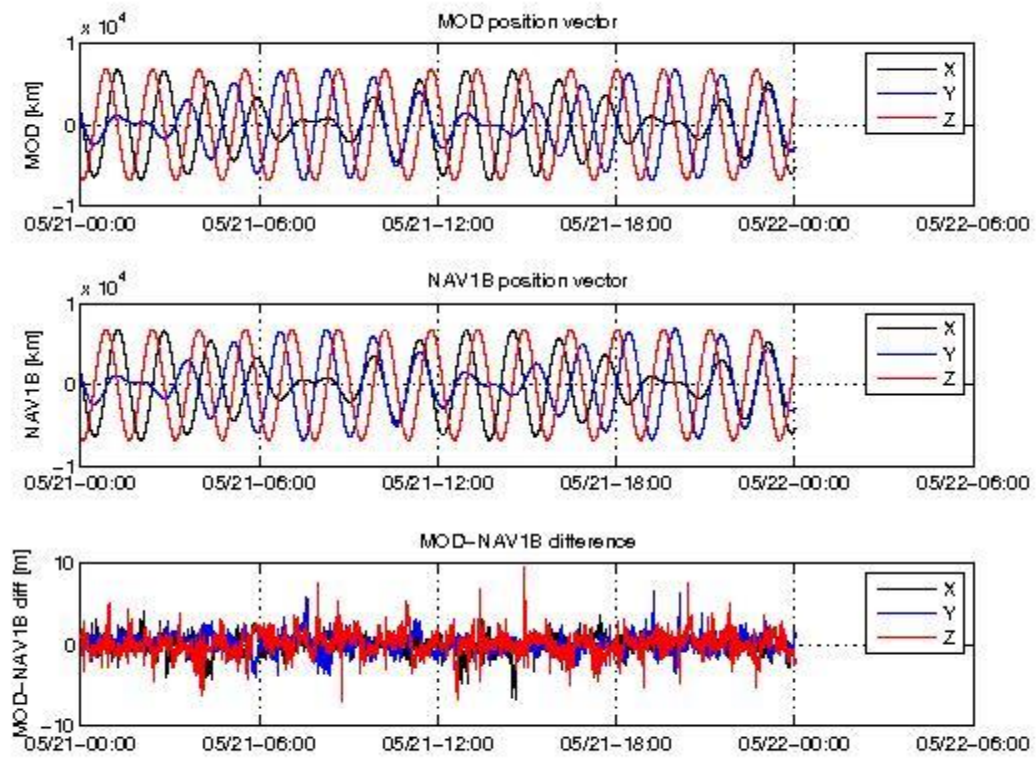 MOD position vector
x 10^4
1
0
-1
MOD [km]
X
Y
Z
05/21-00:00 05/21-06:00 05/21-12:00 05/21-18:00 05/22-00:00 05/22-06:00
NAV1B position vector
x 10^4
1
0
-1
NAV1B [km]
X
Y
Z
05/21-00:00 05/21-06:00 05/21-12:00 05/21-18:00 05/22-00:00 05/22-06:00
MOD-NAV1B difference
10
0
-10
MOD-NAV1B diff [m]
X
Y
Z
05/21-00:00 05/21-06:00 05/21-12:00 05/21-18:00 05/22-00:00 05/22-06:00